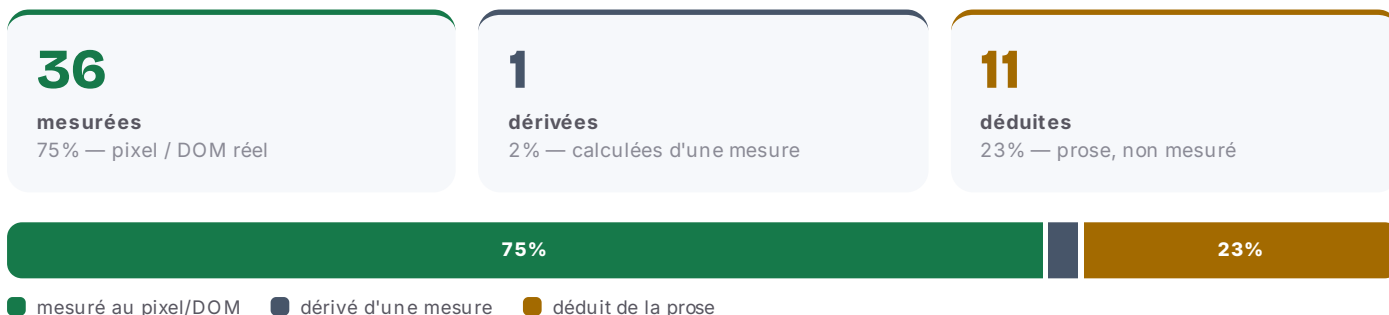 36
mesurées
75% — pixel / DOM réel
1
dérivées
2% — calculées d'une mesure
11
déduites
23% — prose, non mesuré
75%
23%
mesuré au pixel/DOM
dérivé d'une mesure
déduit de la prose